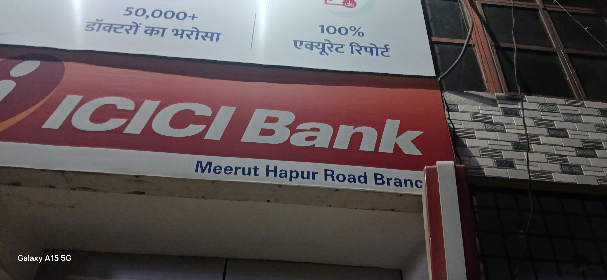 50,000+
डॉक्टरों का भरोसा
100%
एक्यूरेट रिपोर्ट
ICICI Bank
Meerut Hapur Road Branc
Galaxy A15 5G